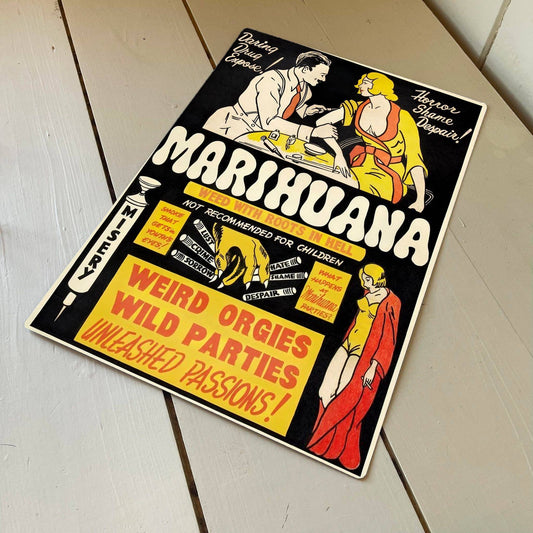 Daring
Drug
Expose!
Horror
Shame
Despair!
MARIHUANA
WEED WITH ROOTS IN HELL
NOT RECOMMENDED FOR CHILDREN
MISERY
SMOKE
THAT
GETS IN
YOUTH'S
EYES!
LUST
CRIME
SORROW
HATE
SHAME
DESPAIR
WHAT
HAPPENS
AT
"Marihuana"
PARTIES?
WEIRD ORGIES
WILD PARTIES
UNLEASHED PASSIONS!